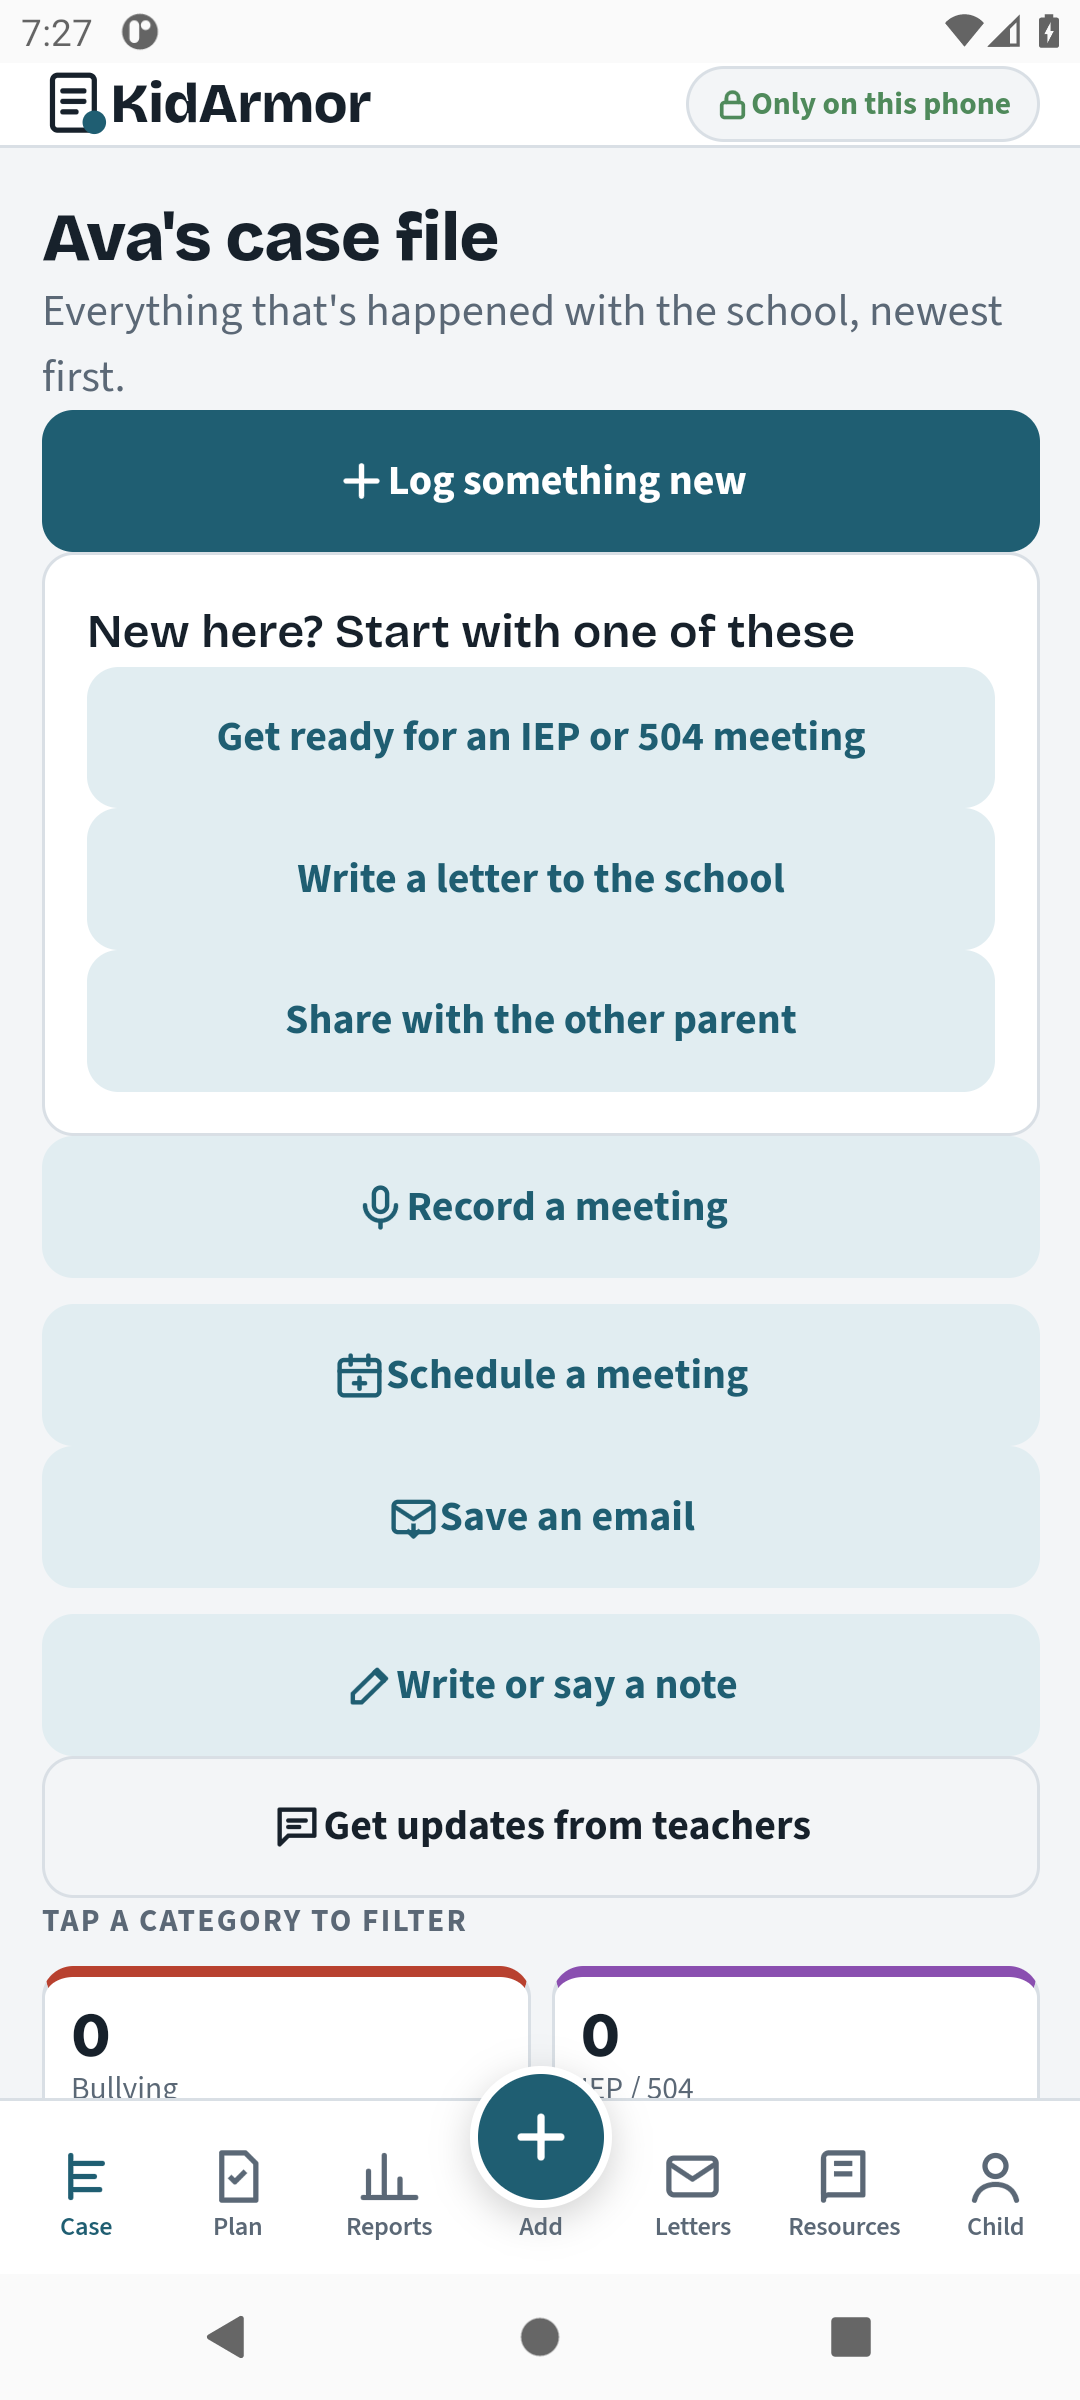 7:27
KidArmor
Only on this phone
Ava's case file
Everything that's happened with the school, newest
first.
Log something new
New here? Start with one of these
Get ready for an IEP or 504 meeting
Write a letter to the school
Share with the other parent
Record a meeting
Schedule a meeting
Save an email
Write or say a note
Get updates from teachers
TAP A CATEGORY TO FILTER
0
0
Bullying
IEP / 504
Case
Plan
Reports
Add
Letters
Resources
Child